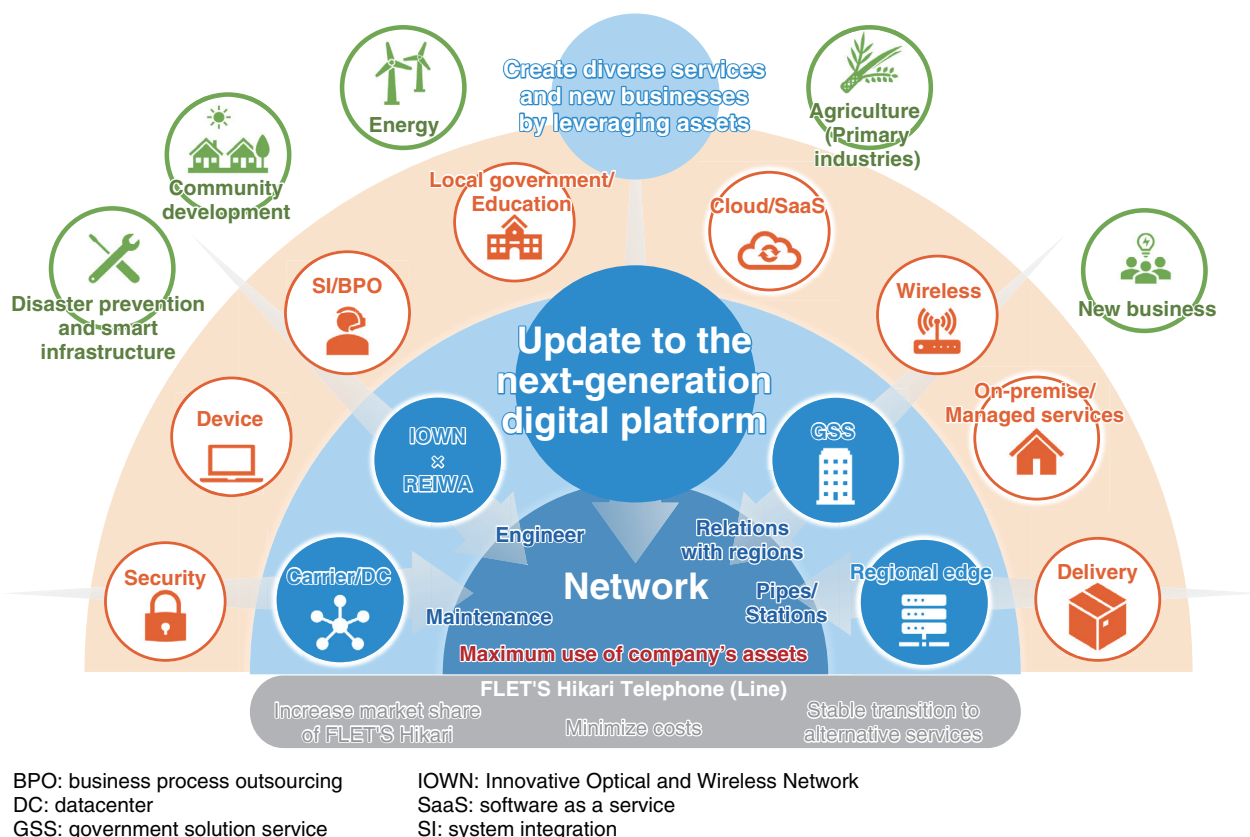 Create diverse services
and new businesses
by leveraging assets
Energy
Agriculture
(Primary
industries)
Community
development
Local government/
Education
Cloud/SaaS
Disaster prevention
and smart
infrastructure
SI/BPO
Wireless
New business
Update to the
next-generation
digital platform
Device
IOWN
×
REIWA
GSS
On-premise/
Managed services
Engineer
Relations
with regions
Security
Carrier/DC
Network
Regional edge
Delivery
Maintenance
Pipes/
Stations
Maximum use of company's assets
FLET'S Hikari Telephone (Line)
Increase market share
of FLET'S Hikari
Minimize costs
Stable transition to
alternative services
BPO: business process outsourcing
DC: datacenter
GSS: government solution service
IOWN: Innovative Optical and Wireless Network
SaaS: software as a service
SI: system integration